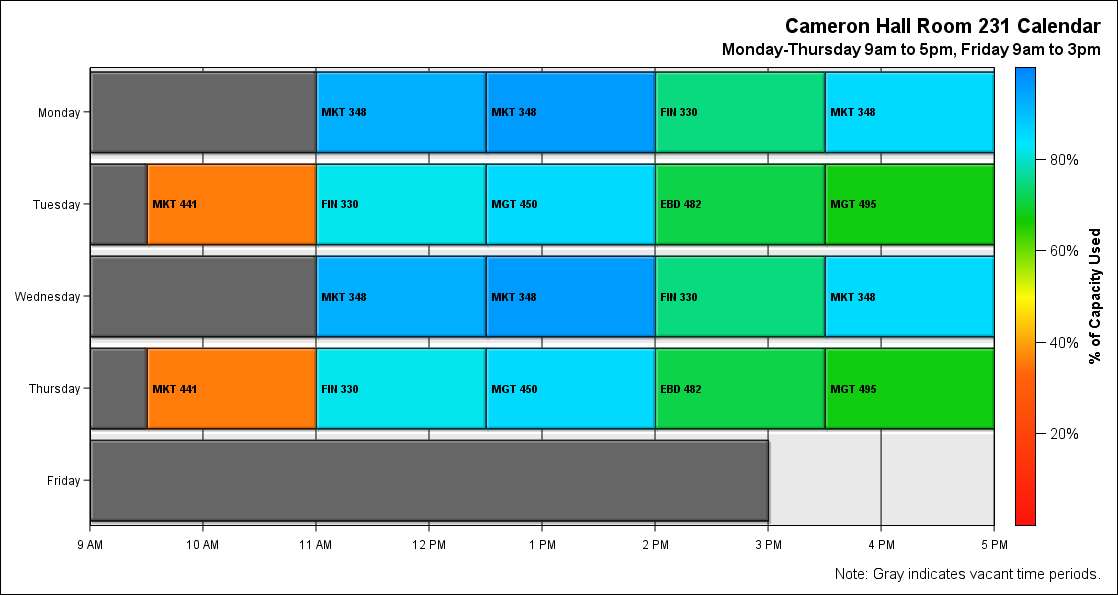 Cameron Hall Room 231 Calendar
Monday-Thursday 9am to 5pm, Friday 9am to 3pm
Monday
MKT 348
MKT 348
FIN 330
MKT 348
Tuesday
MKT 441
FIN 330
MGT 450
EBD 482
MGT 495
Wednesday
MKT 348
MKT 348
FIN 330
MKT 348
Thursday
MKT 441
FIN 330
MGT 450
EBD 482
MGT 495
Friday
9 AM
10 AM
11 AM
12 PM
1 PM
2 PM
3 PM
4 PM
5 PM
80%
60%
40%
20%
% of Capacity Used
Note: Gray indicates vacant time periods.